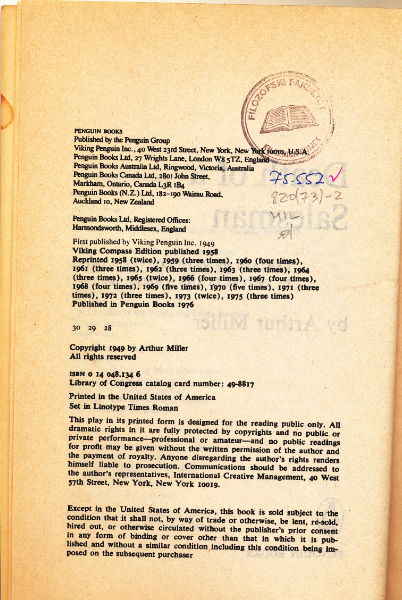 FILOZOFSKI FAKULTET
PENGUIN BOOKS
Published by the Penguin Group
Viking Penguin Inc., 40 West 23rd Street, New York, New York 10010, U.S.A.
Penguin Books Ltd, 27 Wrights Lane, London W8 5TZ, England
Penguin Books Australia Ltd, Ringwood, Victoria, Australia
Penguin Books Canada Ltd, 2801 John Street,
Markham, Ontario, Canada L3R 1B4
Penguin Books (N.Z.) Ltd, 182-190 Wairau Road,
Auckland 10, New Zealand
75.552
820(73)-2
MIL
d
Penguin Books Ltd, Registered Offices:
Harmondsworth, Middlesex, England
First published by Viking Penguin Inc. 1949
Viking Compass Edition published 1958
Reprinted 1958 (twice), 1959 (three times), 1960 (four times),
1961 (three times), 1962 (three times), 1963 (three times), 1964
(three times), 1965 (twice), 1966 (four times), 1967 (four times),
1968 (four times), 1969 (five times), 1970 (five times), 1971 (three
times), 1972 (three times), 1973 (twice), 1975 (three times)
Published in Penguin Books 1976
30 29 28
Copyright 1949 by Arthur Miller
All rights reserved
ISBN 0 14 048.134 6
Library of Congress catalog card number: 49-8817
Printed in the United States of America
Set in Linotype Times Roman
This play in its printed form is designed for the reading public only. All
dramatic rights in it are fully protected by copyrights and no public or
private performance—professional or amateur—and no public readings
for profit may be given without the written permission of the author and
the payment of royalty. Anyone disregarding the author's rights renders
himself liable to prosecution. Communications should be addressed to
the author's representatives, International Creative Management, 40 West
57th Street, New York, New York 10019.
Except in the United States of America, this book is sold subject to the
condition that it shall not, by way of trade or otherwise, be lent, re-sold,
hired out, or otherwise circulated without the publisher's prior consent
in any form of binding or cover other than that in which it is pub-
lished and without a similar condition including this condition being im-
posed on the subsequent purchaser